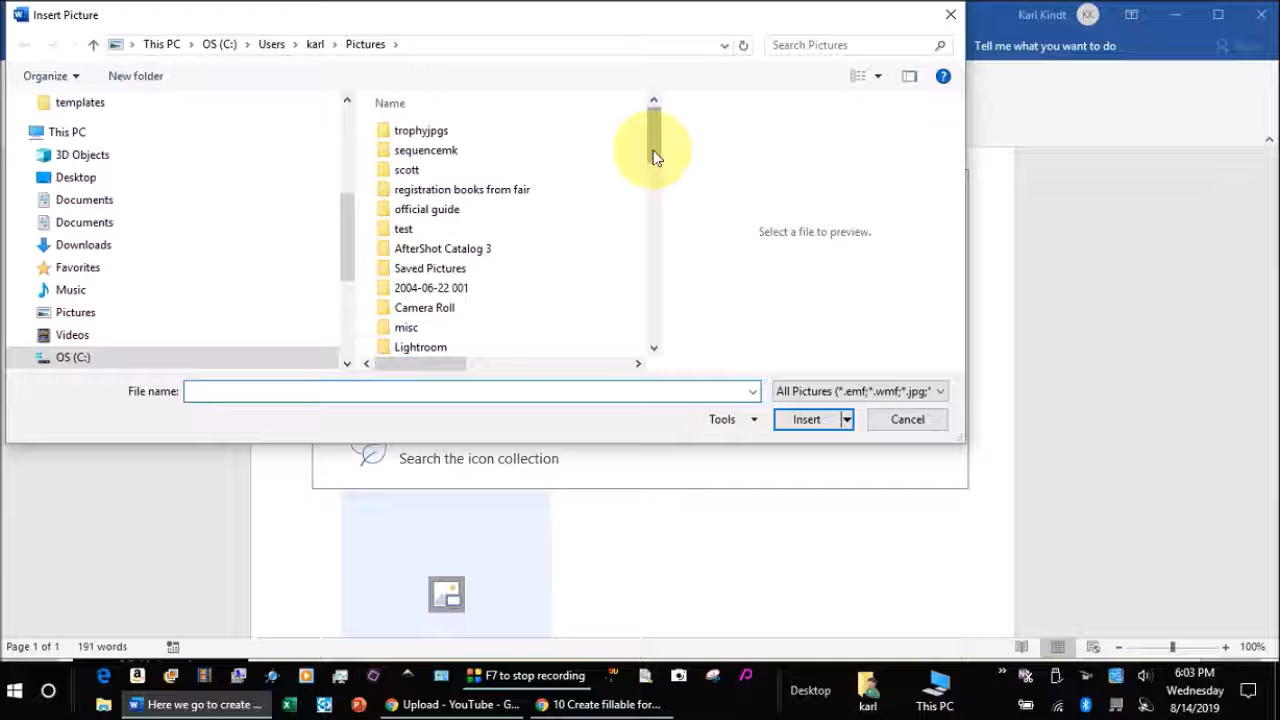 Insert Picture
Karl Kindt KK
This PC > OS (C:) > Users > karl > Pictures >
Search Pictures
Tell me what you want to do
Organize
New folder
templates
This PC
3D Objects
Desktop
Documents
Documents
Downloads
Favorites
Music
Pictures
Videos
OS (C:)
Name
trophyjpgs
sequencemk
scott
registration books from fair
official guide
test
AfterShot Catalog 3
Saved Pictures
2004-06-22 001
Camera Roll
misc
Lightroom
Select a file to preview.
File name:
All Pictures (*.emf;*.wmf;*.jpg;*
Tools
Insert
Cancel
Search the icon collection
Page 1 of 1
191 words
100%
F7 to stop recording
Here we go to create ...
Upload - YouTube - G...
10 Create fillable for...
Desktop
karl
This PC
6:03 PM
Wednesday
8/14/2019